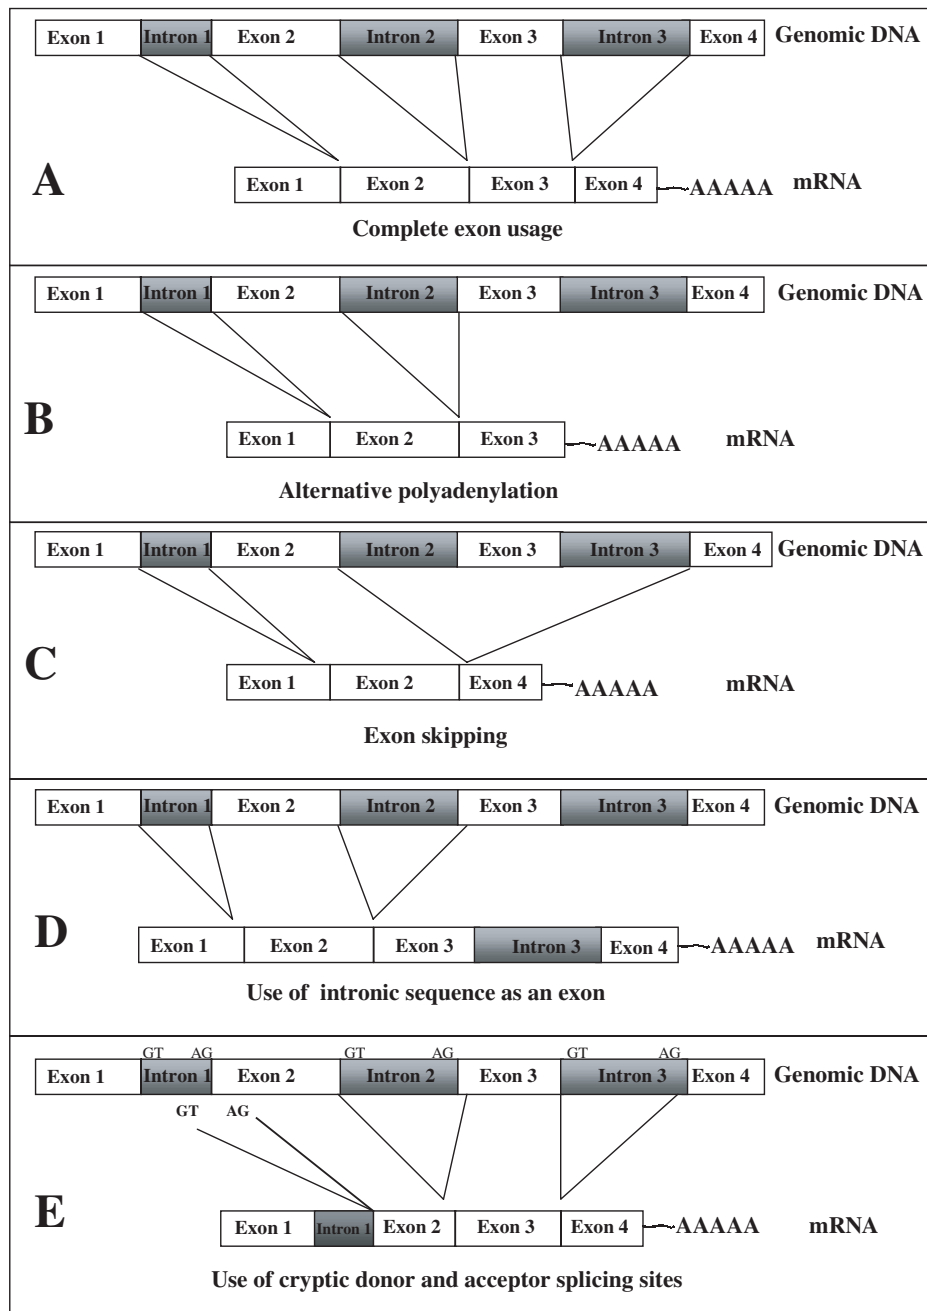 Exon 1 Intron 1 Exon 2 Intron 2 Exon 3 Intron 3 Exon 4 Genomic DNA
A Exon 1 Exon 2 Exon 3 Exon 4 AAAAA mRNA
Complete exon usage
Exon 1 Intron 1 Exon 2 Intron 2 Exon 3 Intron 3 Exon 4 Genomic DNA
B Exon 1 Exon 2 Exon 3 AAAAA mRNA
Alternative polyadenylation
Exon 1 Intron 1 Exon 2 Intron 2 Exon 3 Intron 3 Exon 4 Genomic DNA
C Exon 1 Exon 2 Exon 4 AAAAA mRNA
Exon skipping
Exon 1 Intron 1 Exon 2 Intron 2 Exon 3 Intron 3 Exon 4 Genomic DNA
D Exon 1 Exon 2 Exon 3 Intron 3 Exon 4 AAAAA mRNA
Use of intronic sequence as an exon
GT AG GT AG GT AG
Exon 1 Intron 1 Exon 2 Intron 2 Exon 3 Intron 3 Exon 4 Genomic DNA
GT AG
E Exon 1 Intron 1 Exon 2 Exon 3 Exon 4 AAAAA mRNA
Use of cryptic donor and acceptor splicing sites